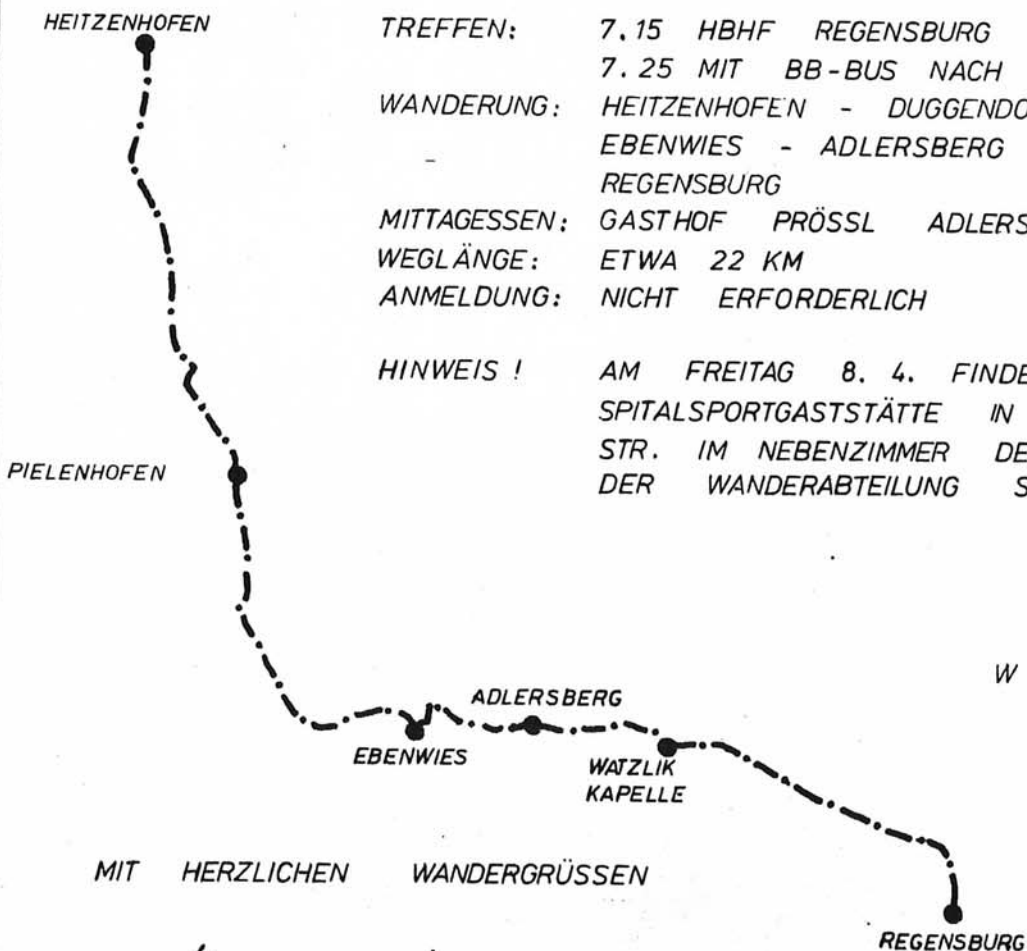 HEITZENHOFEN
TREFFEN: 7.15 HBHF REGENSBURG
7.25 MIT BB-BUS NACH
WANDERUNG: HEITZENHOFEN - DUGGENDO
EBENWIES - ADLERSBERG
REGENSBURG
MITTAGESSEN: GASTHOF PRÖSSL ADLERS
WEGLÄNGE: ETWA 22 KM
ANMELDUNG: NICHT ERFORDERLICH
HINWEIS! AM FREITAG 8. 4. FINDE
SPITALSPORTGASTSTÄTTE IN
STR. IM NEBENZIMMER DE
DER WANDERABTEILUNG S
PIELENHOFEN
W
ADLERSBERG
EBENWIES
WATZLIK
KAPELLE
MIT HERZLICHEN WANDERGRÜSSEN
REGENSBURG